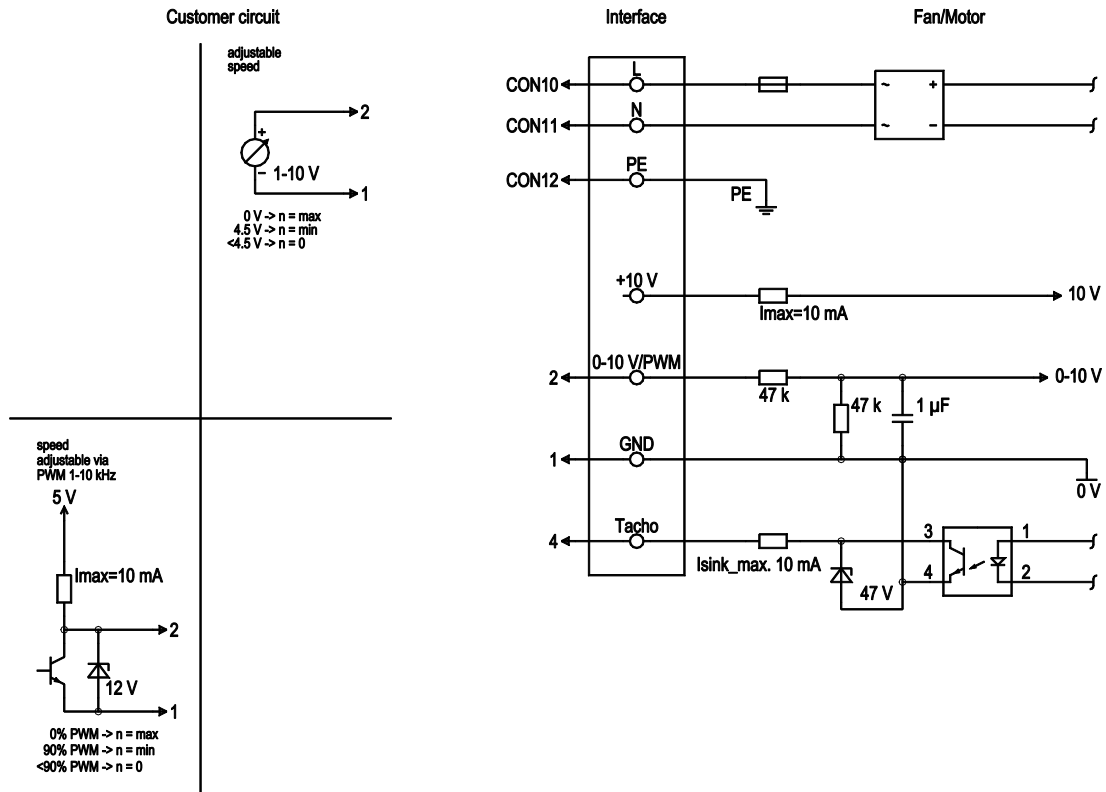 Customer circuit
Interface
Fan/Motor
adjustable
speed
2
+
– 1-10 V
1
0 V -> n = max
4.5 V -> n = min
<4.5 V -> n = 0
CON10
L
~
+
CON11
N
~
–
CON12
PE
PE
+10 V
10 V
Imax=10 mA
2
0-10 V/PWM
0-10 V
47 k
47 k
1 µF
1
GND
0 V
4
Tacho
Isink_max. 10 mA
47 V
3
1
4
2
speed
adjustable via
PWM 1-10 kHz
5 V
Imax=10 mA
2
12 V
1
0% PWM -> n = max
90% PWM -> n = min
<90% PWM -> n = 0